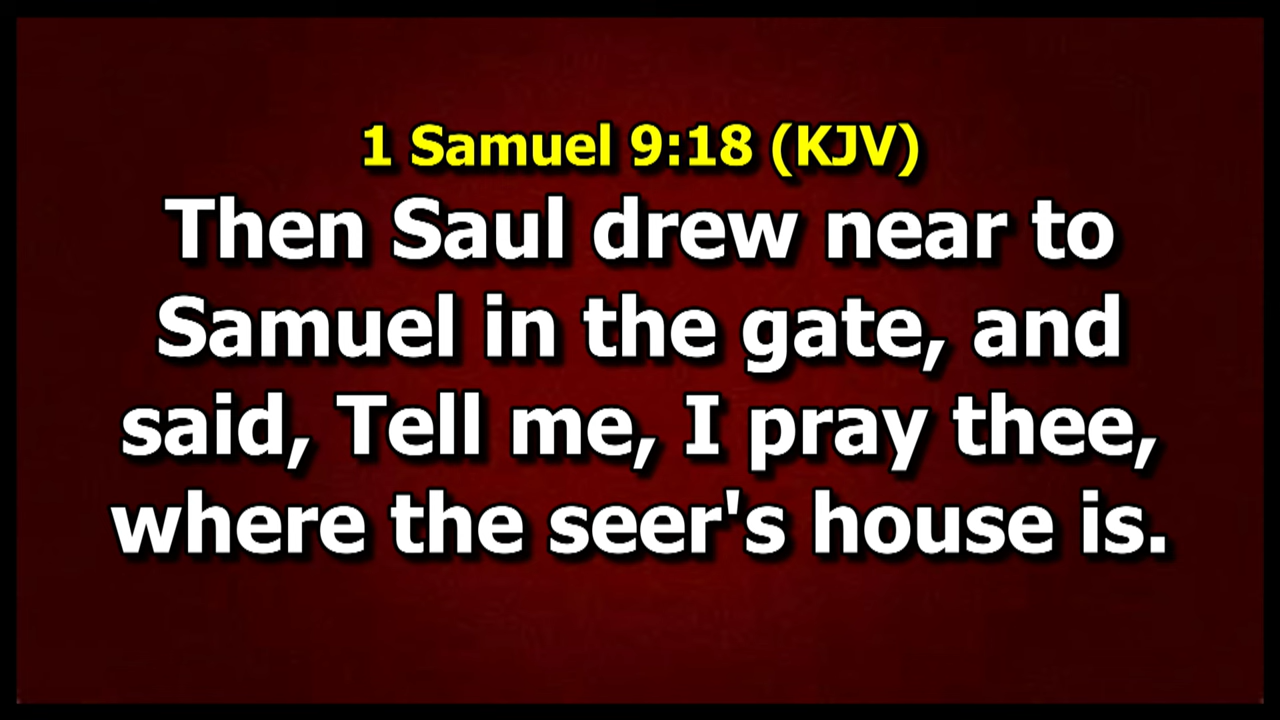 1 Samuel 9:18 (KJV)
Then Saul drew near to
Samuel in the gate, and
said, Tell me, I pray thee,
where the seer's house is.